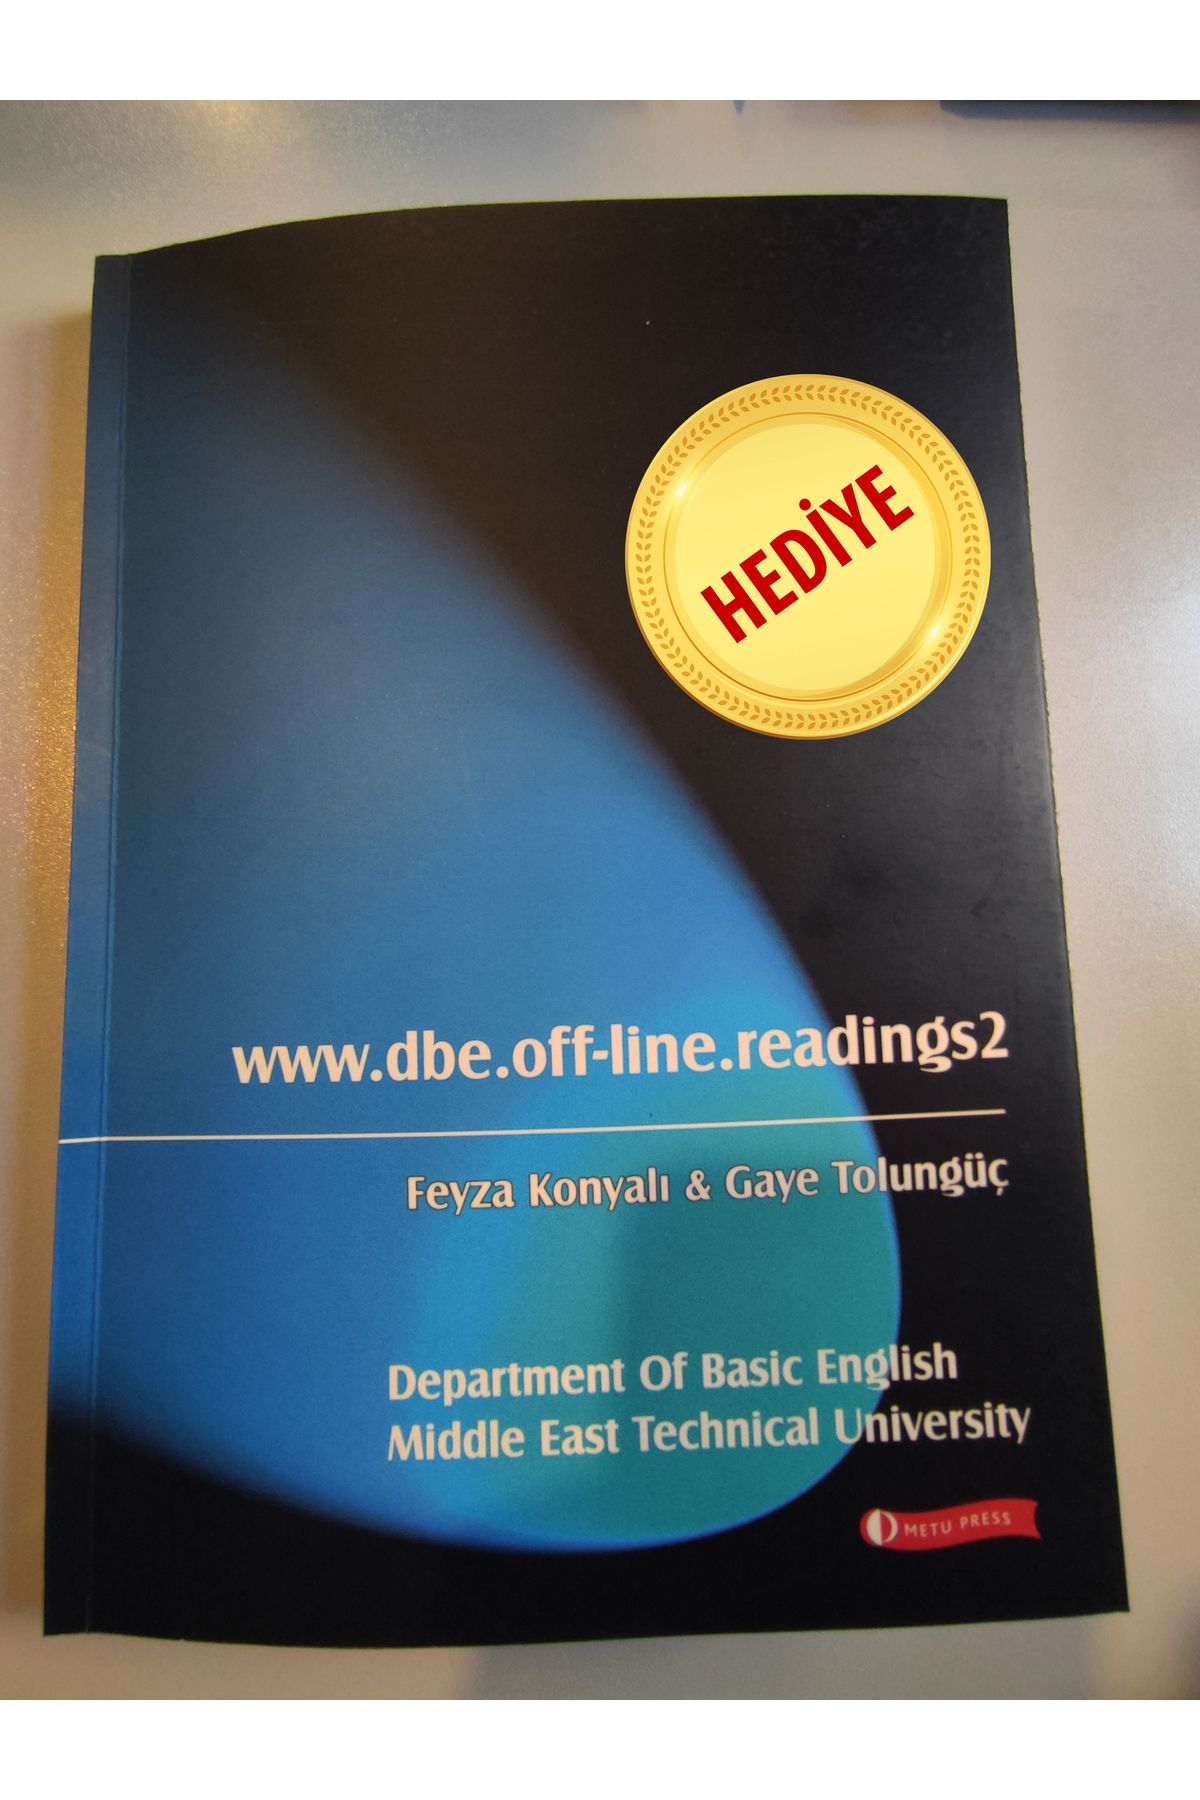 HEDİYE
www.dbe.off-line.readings2
Feyza Konyalı & Gaye Tolungüç
Department Of Basic English
Middle East Technical University
METU PRESS